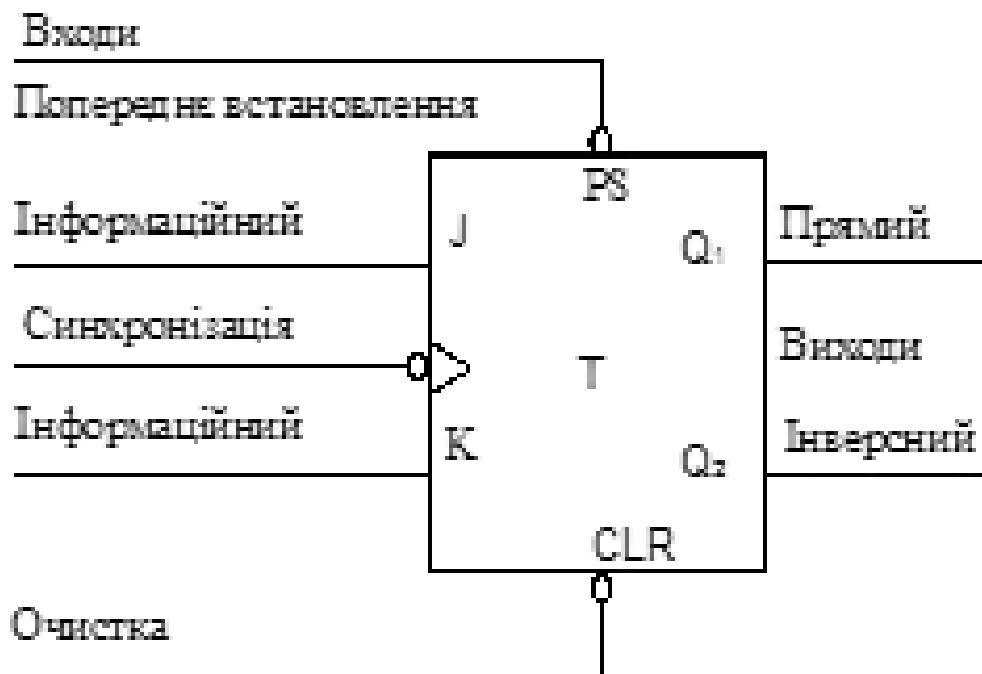 Входи
Попереднє встановлення
PS
Інформаційний
J
Q₁
Прямий
Синхронізація
T
Виходи
Інформаційний
K
Q₂
Інверсний
CLR
Очистка